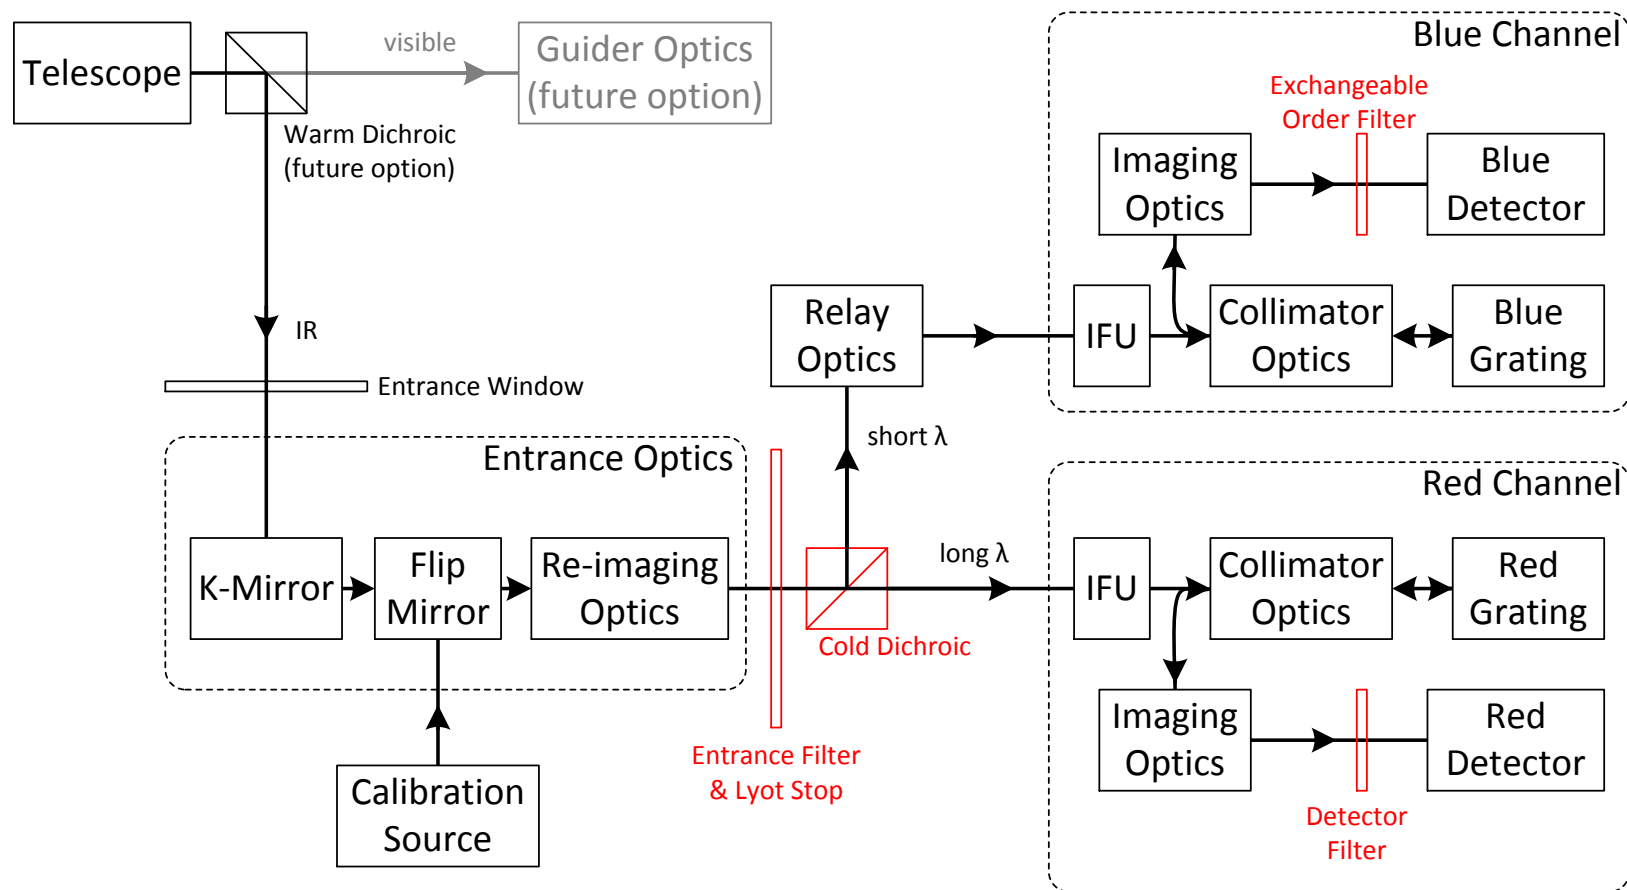 Telescope
visible
Guider Optics
(future option)
Warm Dichroic
(future option)
IR
Entrance Window
Entrance Optics
K-Mirror
Flip
Mirror
Re-imaging
Optics
Calibration
Source
Entrance Filter
& Lyot Stop
Cold Dichroic
short λ
long λ
Relay
Optics
Blue Channel
Exchangeable
Order Filter
Imaging
Optics
Blue
Detector
IFU
Collimator
Optics
Blue
Grating
Red Channel
IFU
Collimator
Optics
Red
Grating
Imaging
Optics
Red
Detector
Detector
Filter